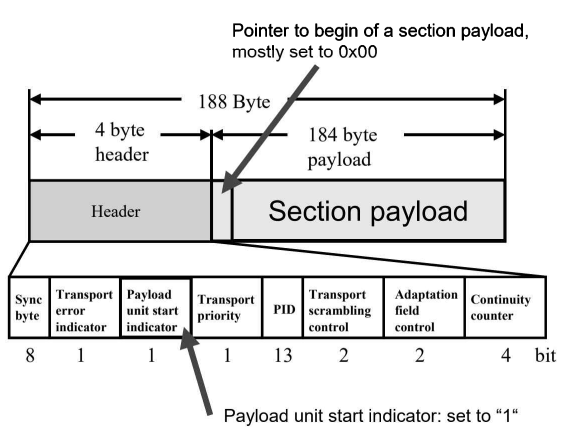 Pointer to begin of a section payload,
mostly set to 0x00
188 Byte
4 byte
header
184 byte
payload
Header
Section payload
Sync
byte
Transport
error
indicator
Payload
unit start
indicator
Transport
priority
PID
Transport
scrambling
control
Adaptation
field
control
Continuity
counter
8 1 1 1 13 2 2 4 bit
Payload unit start indicator: set to “1“